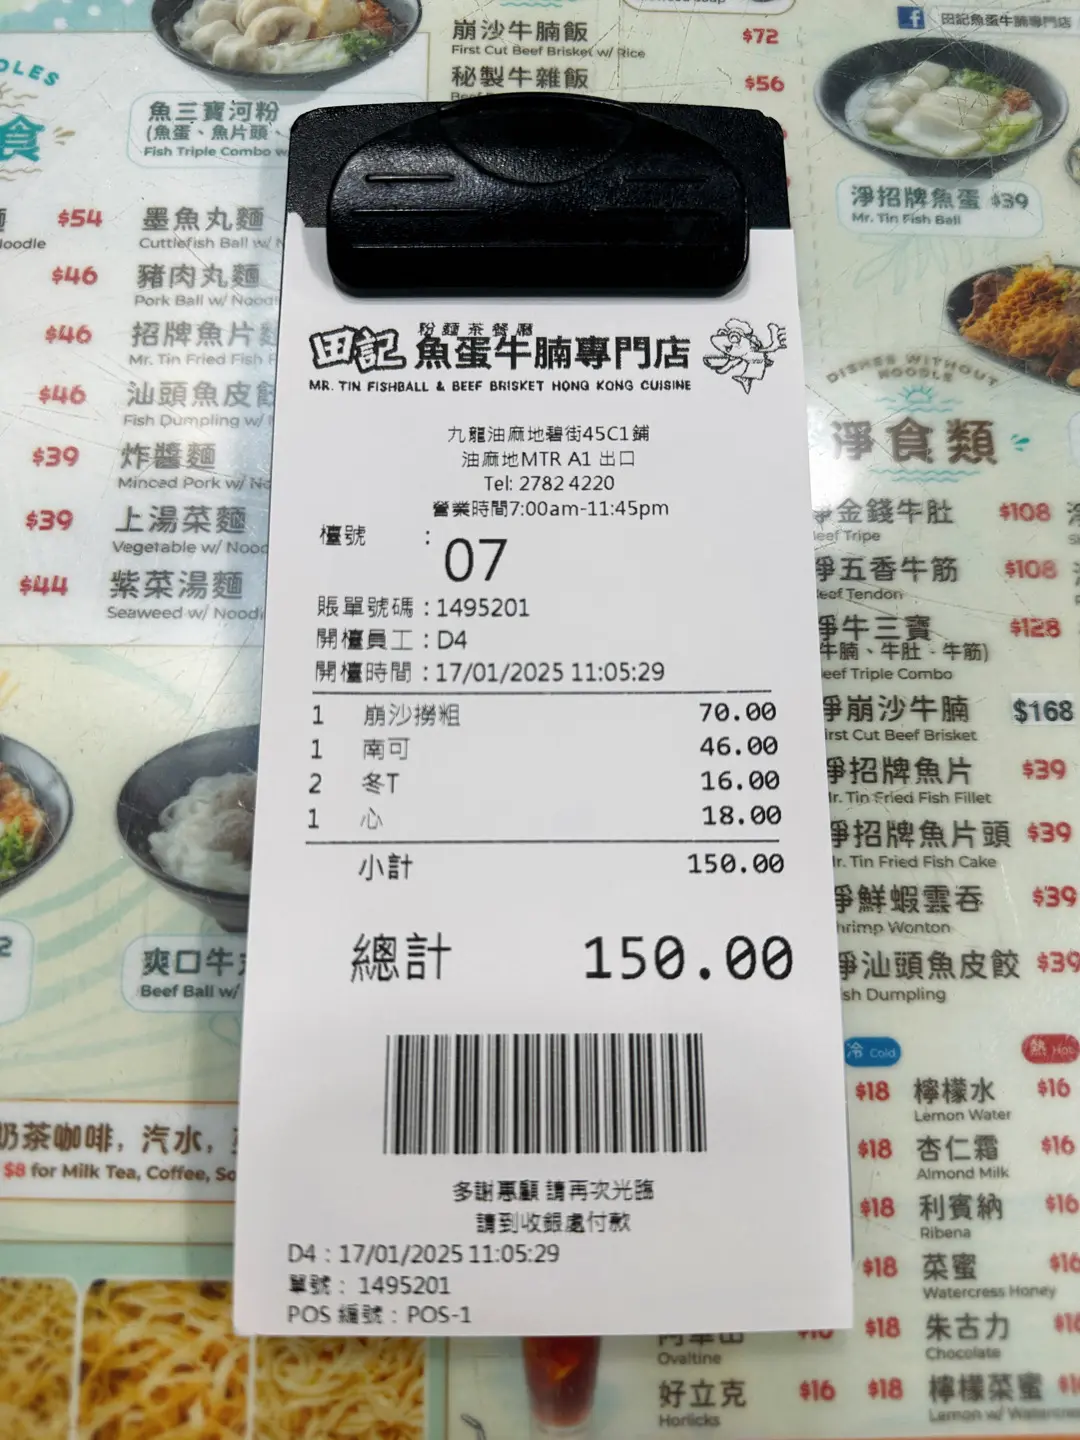 崩沙牛腩飯 $72
First Cut Beef Brisket w/ Rice
秘製牛雜飯 $56
田記魚蛋牛腩專門店
魚三寶河粉
(魚蛋、魚片頭、
Fish Triple Combo w
淨招牌魚蛋 $39
Mr. Tin Fish Ball
食
$54 墨魚丸麵
Cuttlefish Ball w/ N
$46 豬肉丸麵
Pork Ball w/ Noodl
$46 招牌魚片麵
Mr. Tin Fried Fish F
$46 汕頭魚皮餃
Fish Dumpling w/
$39 炸醬麵
Minced Pork w/ No
$39 上湯菜麵
Vegetable w/ Nood
$44 紫菜湯麵
Seaweed w/ Noodl
爽口牛
Beef Ball w/
奶茶咖啡，汽水，
$8 for Milk Tea, Coffee, So
田記 粉麵茶餐廳
魚蛋牛腩專門店
MR. TIN FISHBALL & BEEF BRISKET HONG KONG CUISINE
九龍油麻地碧街45C1鋪
油麻地MTR A1 出口
Tel: 2782 4220
營業時間7:00am-11:45pm
檯號 : 07
賬單號碼 : 1495201
開檯員工 : D4
開檯時間 : 17/01/2025 11:05:29
1 崩沙撈粗 70.00
1 南可 46.00
2 冬T 16.00
1 心 18.00
小計 150.00
總計 150.00
多謝惠顧 請再次光臨
請到收銀處付款
D4 : 17/01/2025 11:05:29
單號 : 1495201
POS 編號 : POS-1
DISHES WITHOUT
NOODLE
淨食類
淨金錢牛肚 $108
Beef Tripe
淨五香牛筋 $108
Beef Tendon
淨牛三寶 $128
(牛腩、牛肚、牛筋)
Beef Triple Combo
淨崩沙牛腩 $168
First Cut Beef Brisket
淨招牌魚片 $39
Mr. Tin Fried Fish Fillet
淨招牌魚片頭 $39
Mr. Tin Fried Fish Cake
淨鮮蝦雲吞 $39
Shrimp Wonton
淨汕頭魚皮餃 $39
Fish Dumpling
冷 Cold 熱 Hot
$18 檸檬水 $16
Lemon Water
$18 杏仁霜 $16
Almond Milk
$18 利賓納 $16
Ribena
$18 菜蜜 $16
Watercress Honey
$18 朱古力
Chocolate
$18 檸檬菜蜜
Lemon w/ Watercress
Ovaltine
好立克 $16
Horlicks